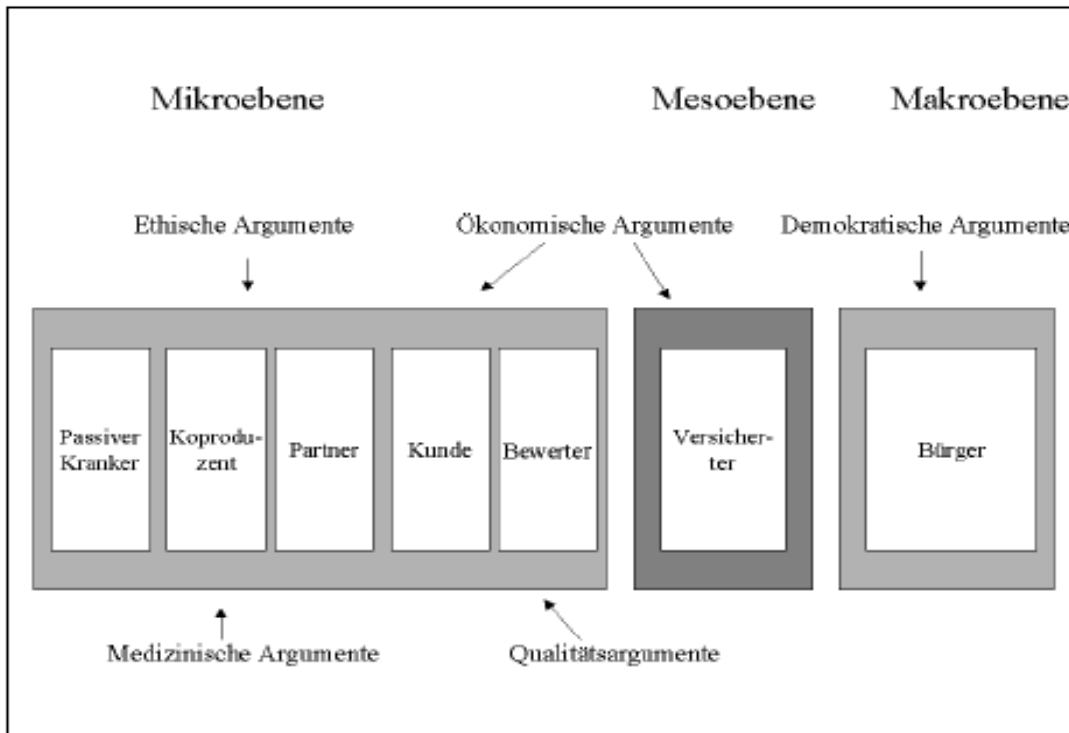 Mikroebene
Mesoebene
Makroebene
Ethische Argumente
Ökonomische Argumente
Demokratische Argumente
Passiver
Kranker
Koprodu-
zent
Partner
Kunde
Bewerter
Versicher-
ter
Bürger
Medizinische Argumente
Qualitätsargumente